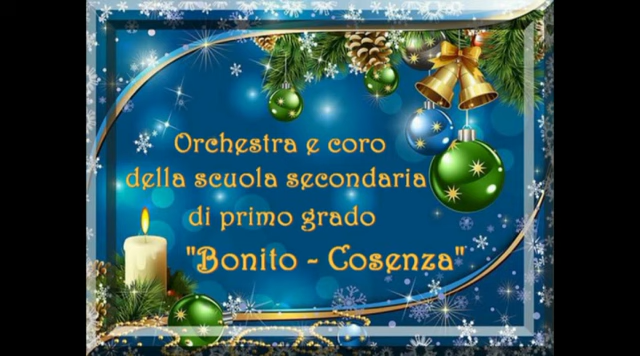 Orchestra e coro
della scuola secondaria
di primo grado
"Bonito - Cosenza"